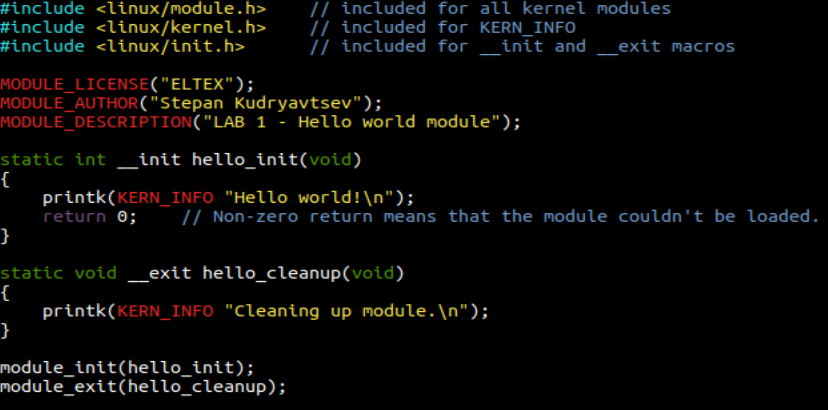 #include <linux/module.h>    // included for all kernel modules
#include <linux/kernel.h>    // included for KERN_INFO
#include <linux/init.h>      // included for __init and __exit macros

MODULE_LICENSE("ELTEX");
MODULE_AUTHOR("Stepan Kudryavtsev");
MODULE_DESCRIPTION("LAB 1 - Hello world module");

static int __init hello_init(void)
{
    printk(KERN_INFO "Hello world!\n");
    return 0;    // Non-zero return means that the module couldn't be loaded.
}

static void __exit hello_cleanup(void)
{
    printk(KERN_INFO "Cleaning up module.\n");
}

module_init(hello_init);
module_exit(hello_cleanup);